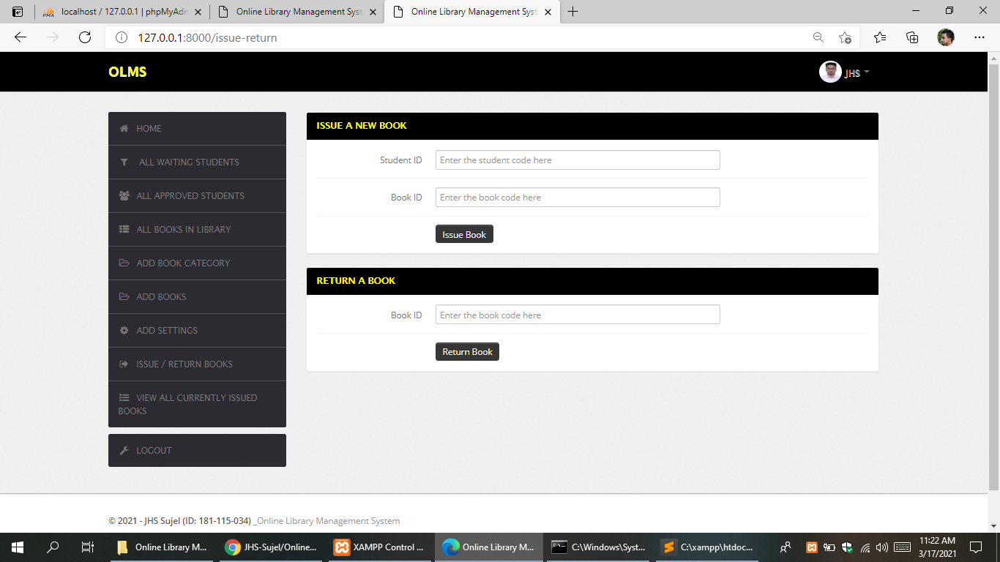 localhost / 127.0.0.1 | phpMyAdm
Online Library Management Syst
Online Library Management Syst
127.0.0.1:8000/issue-return
OLMS
JHS
HOME
ALL WAITING STUDENTS
ALL APPROVED STUDENTS
ALL BOOKS IN LIBRARY
ADD BOOK CATEGORY
ADD BOOKS
ADD SETTINGS
ISSUE / RETURN BOOKS
VIEW ALL CURRENTLY ISSUED
BOOKS
LOGOUT
ISSUE A NEW BOOK
Student ID
Enter the student code here
Book ID
Enter the book code here
Issue Book
RETURN A BOOK
Book ID
Enter the book code here
Return Book
© 2021 - JHS Sujel (ID: 181-115-034) _Online Library Management System
Online Library M...
JHS-Sujel/Online...
XAMPP Control ...
Online Library M...
C:\Windows\Syst...
C:\xampp\htdoc...
11:22 AM
3/17/2021